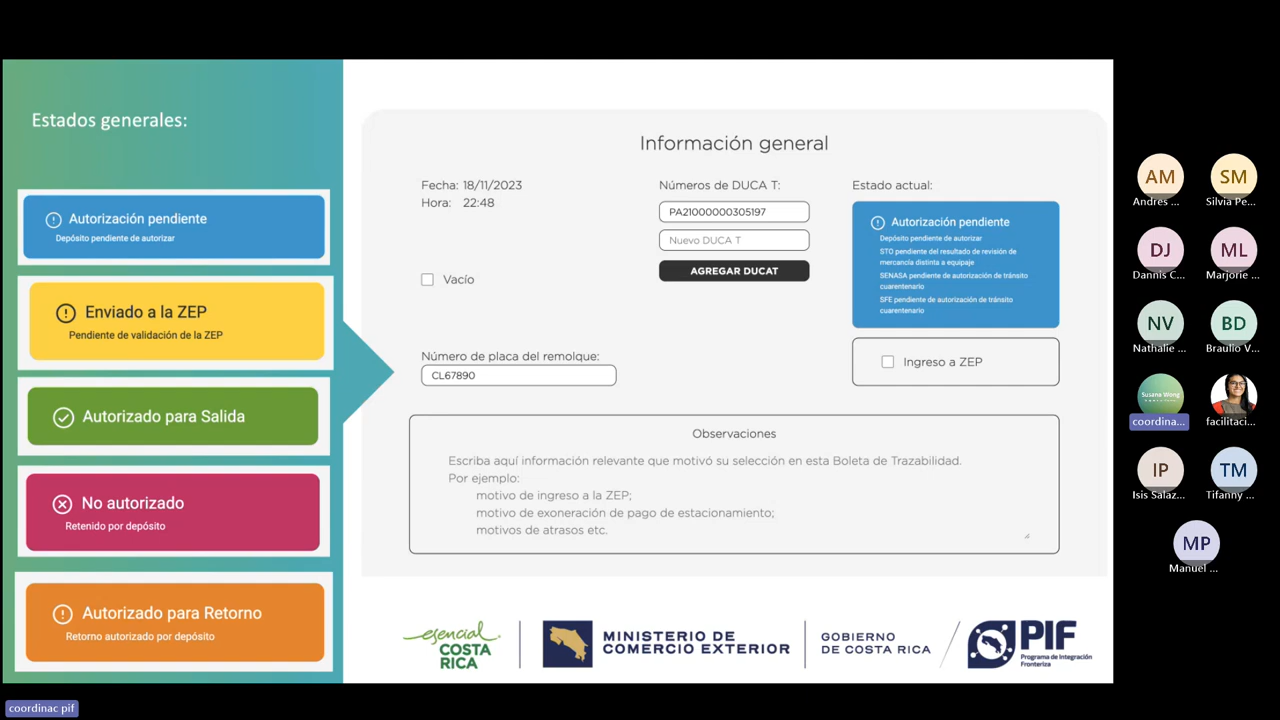 Estados generales:
Autorización pendiente
Depósito pendiente de autorizar
Enviado a la ZEP
Pendiente de validación de la ZEP
Autorizado para Salida
No autorizado
Retenido por depósito
Autorizado para Retorno
Retorno autorizado por depósito
Información general
Fecha: 18/11/2023
Hora: 22:48
Vacío
Número de placa del remolque:
CL67890
Números de DUCA T:
PA21000000305197
Nuevo DUCA T
AGREGAR DUCAT
Estado actual:
Autorización pendiente
Depósito pendiente de autorizar
STO pendiente del resultado de revisión de
mercancía distinta a equipaje
SENASA pendiente de autorización de tránsito
cuarentenario
SFE pendiente de autorización de tránsito
cuarentenario
Ingreso a ZEP
Observaciones
Escriba aquí información relevante que motivó su selección en esta Boleta de Trazabilidad.
Por ejemplo:
motivo de ingreso a la ZEP;
motivo de exoneración de pago de estacionamiento;
motivos de atrasos etc.
esencial
COSTA
RICA
MINISTERIO DE
COMERCIO EXTERIOR
GOBIERNO
DE COSTA RICA
PIF
Programa de Integración
Fronteriza
AM
Andres ...
SM
Silvia Pe...
DJ
Dannis C...
ML
Marjorie ...
NV
Nathalie ...
BD
Braulio V...
Susana Wong
coordina...
facilitaci...
IP
Isis Salaz...
TM
Tifanny ...
MP
Manuel ...
coordinac pif